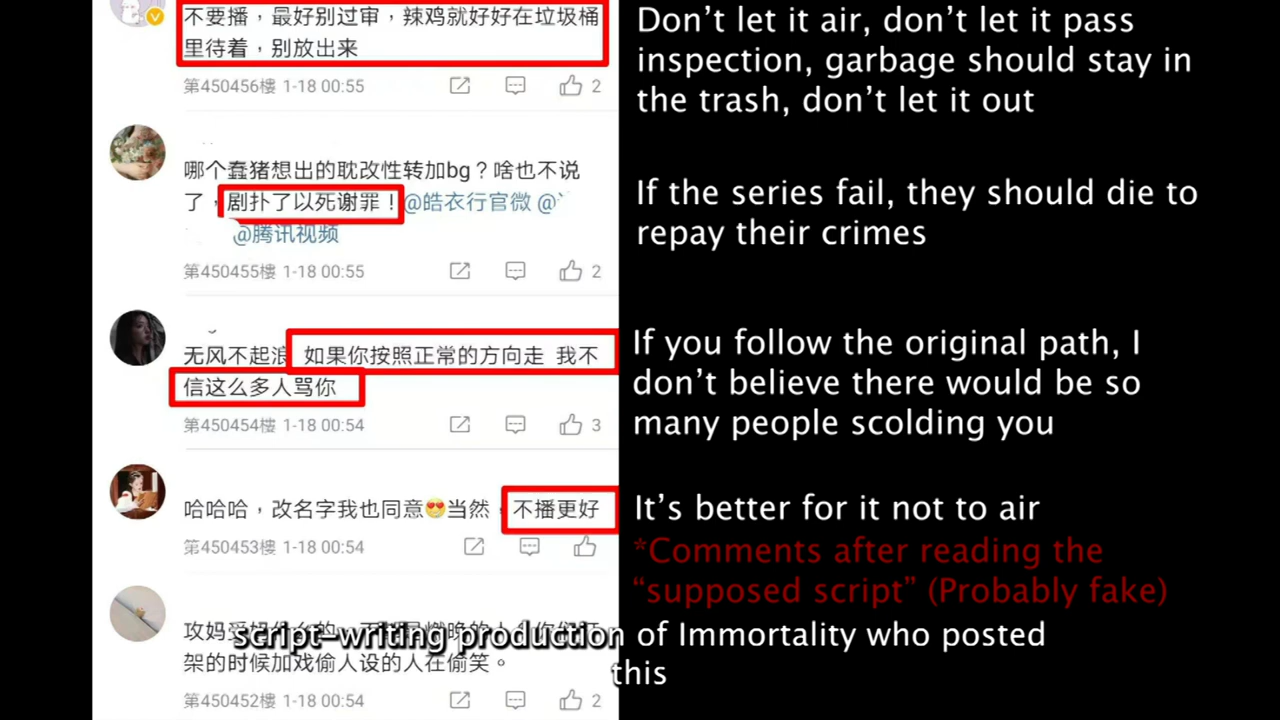 不要播，最好别过审，辣鸡就好好在垃圾桶
里待着，别放出来
第450456樓 1-18 00:55
2
哪个蠢猪想出的耽改性转加bg？啥也不说
了，剧扑了以死谢罪！@皓衣行官微 @
@腾讯视频
第450455樓 1-18 00:55
2
无风不起浪 如果你按照正常的方向走 我不
信这么多人骂你
第450454樓 1-18 00:54
3
哈哈哈，改名字我也同意😍当然，不播更好
第450453樓 1-18 00:54
架的时候加戏偷人设的人在偷笑。
第450452樓 1-18 00:54
2
Don’t let it air, don’t let it pass
inspection, garbage should stay in
the trash, don’t let it out
If the series fail, they should die to
repay their crimes
If you follow the original path, I
don’t believe there would be so
many people scolding you
It’s better for it not to air
*Comments after reading the
“supposed script” (Probably fake)
script-writing production of Immortality who posted
this